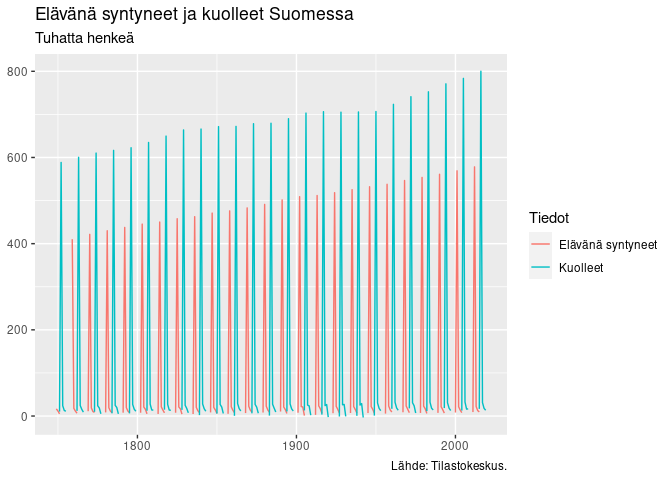 Elävänä syntyneet ja kuolleet Suomessa
Tuhatta henkeä
800
600
400
200
0
1800
1900
2000
Tiedot
Elävänä syntyneet
Kuolleet
Lähde: Tilastokeskus.